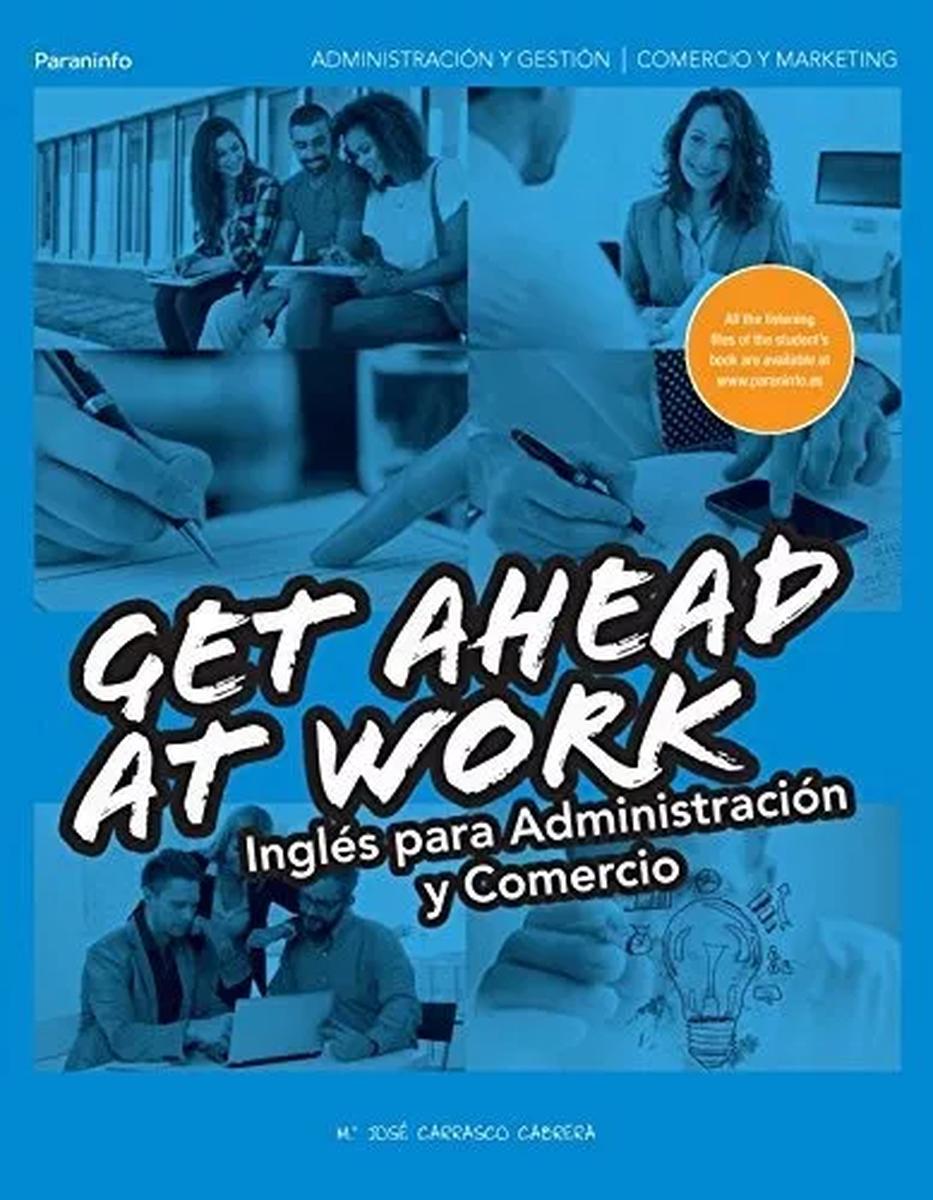 Paraninfo
ADMINISTRACIÓN Y GESTIÓN | COMERCIO Y MARKETING
All the listening
files of the student's
book are available at
www.paraninfo.es
GET AHEAD
AT WORK
Inglés para Administración
y Comercio
M.ª JOSÉ CARRASCO CABRERA